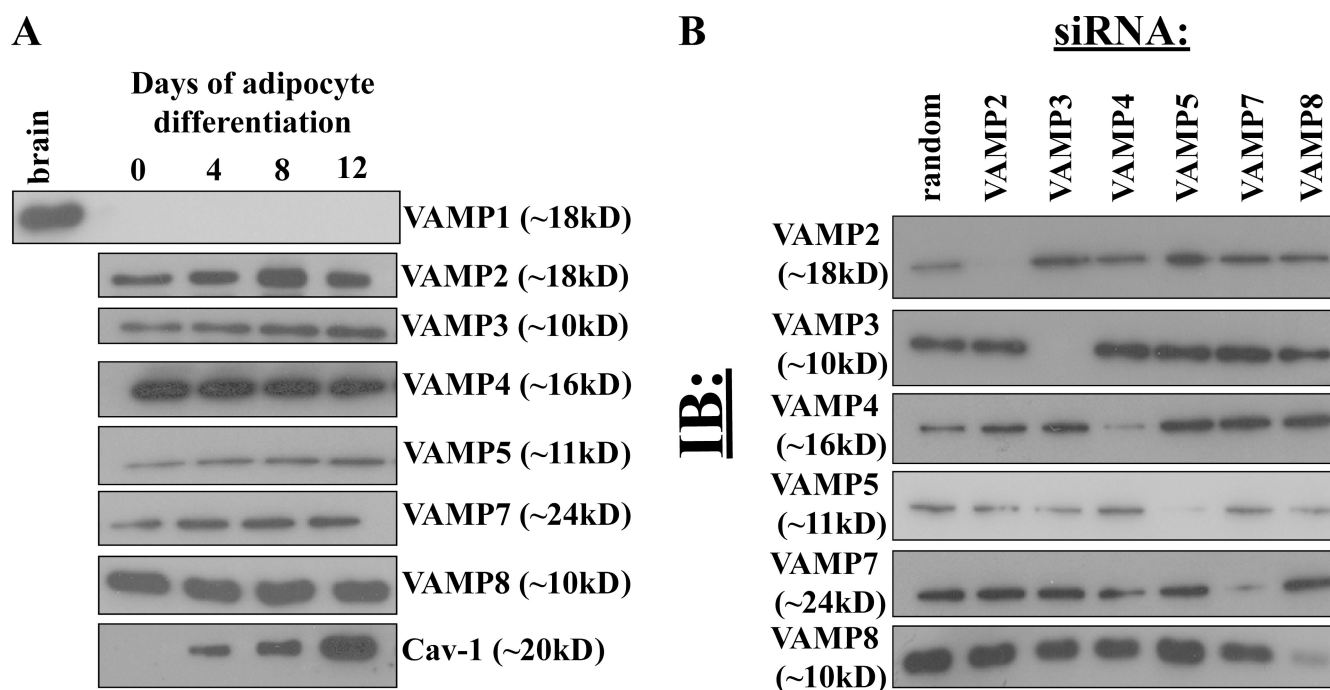 A
Days of adipocyte
differentiation
brain
0 4 8 12
VAMP1 (~18kD)
VAMP2 (~18kD)
VAMP3 (~10kD)
VAMP4 (~16kD)
VAMP5 (~11kD)
VAMP7 (~24kD)
VAMP8 (~10kD)
Cav-1 (~20kD)
B
siRNA:
random VAMP2 VAMP3 VAMP4 VAMP5 VAMP7 VAMP8
IB:
VAMP2
(~18kD)
VAMP3
(~10kD)
VAMP4
(~16kD)
VAMP5
(~11kD)
VAMP7
(~24kD)
VAMP8
(~10kD)